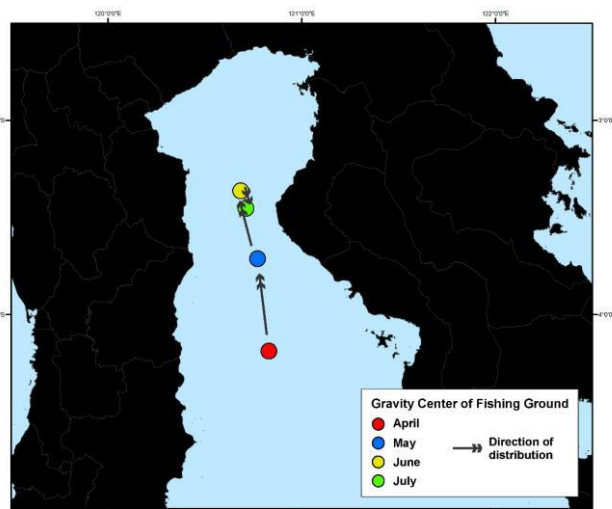 120°0'0"E 121°0'0"E 122°0'0"E
Gravity Center of Fishing Ground
April
May
June
July
Direction of
distribution